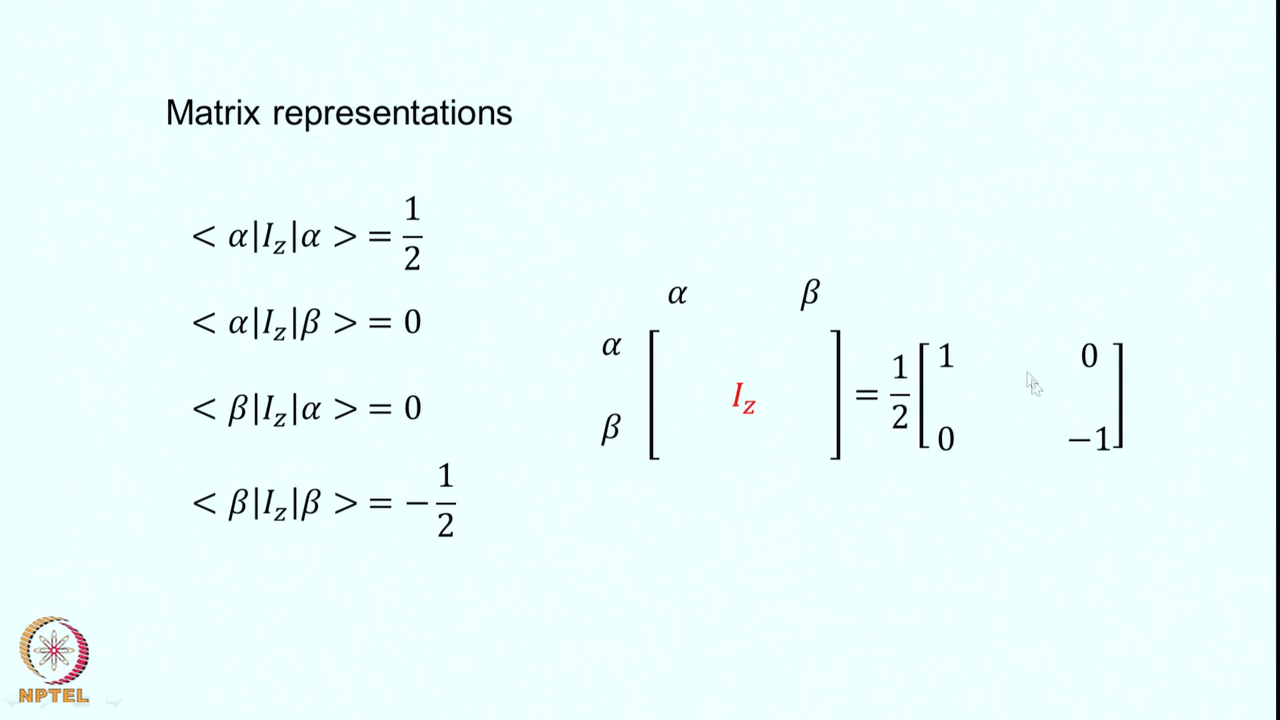 Matrix representations
< α|I_z|α > = 1/2
< α|I_z|β > = 0
< β|I_z|α > = 0
< β|I_z|β > = −1/2
α β
α [ I_z ] = 1/2 [ 1 0
β 0 −1 ]
NPTEL